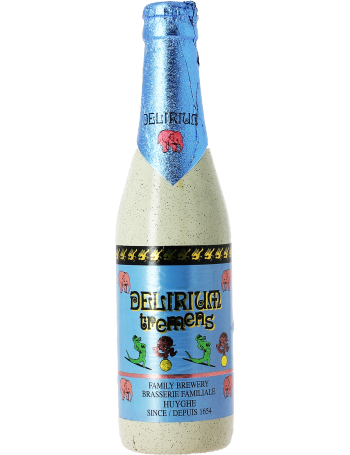 DELIRIUM
DELIRIUM
tremens
FAMILY BREWERY
BRASSERIE FAMILIALE
HUYGHE
SINCE / DEPUIS 1654